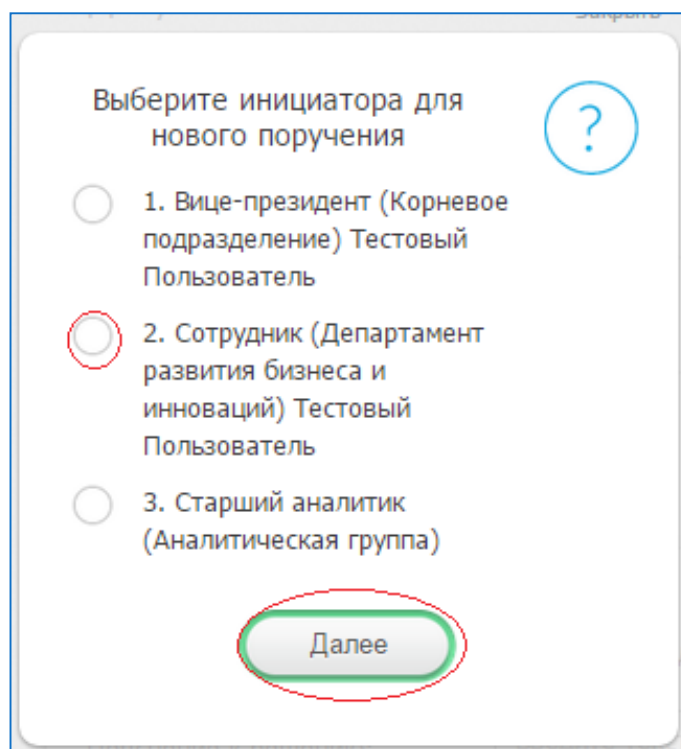 Закрыть
Выберите инициатора для
нового поручения
?
1. Вице-президент (Корневое
подразделение) Тестовый
Пользователь
2. Сотрудник (Департамент
развития бизнеса и
инноваций) Тестовый
Пользователь
3. Старший аналитик
(Аналитическая группа)
Далее